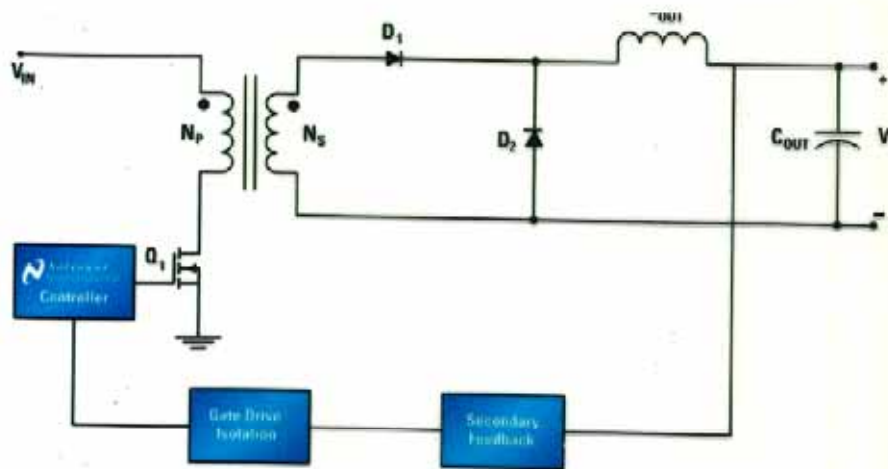 D1
VIN
NP
NS
D2
COUT
+
V
–
Q1
Controller
Gate Drive
Isolation
Secondary
Feedback